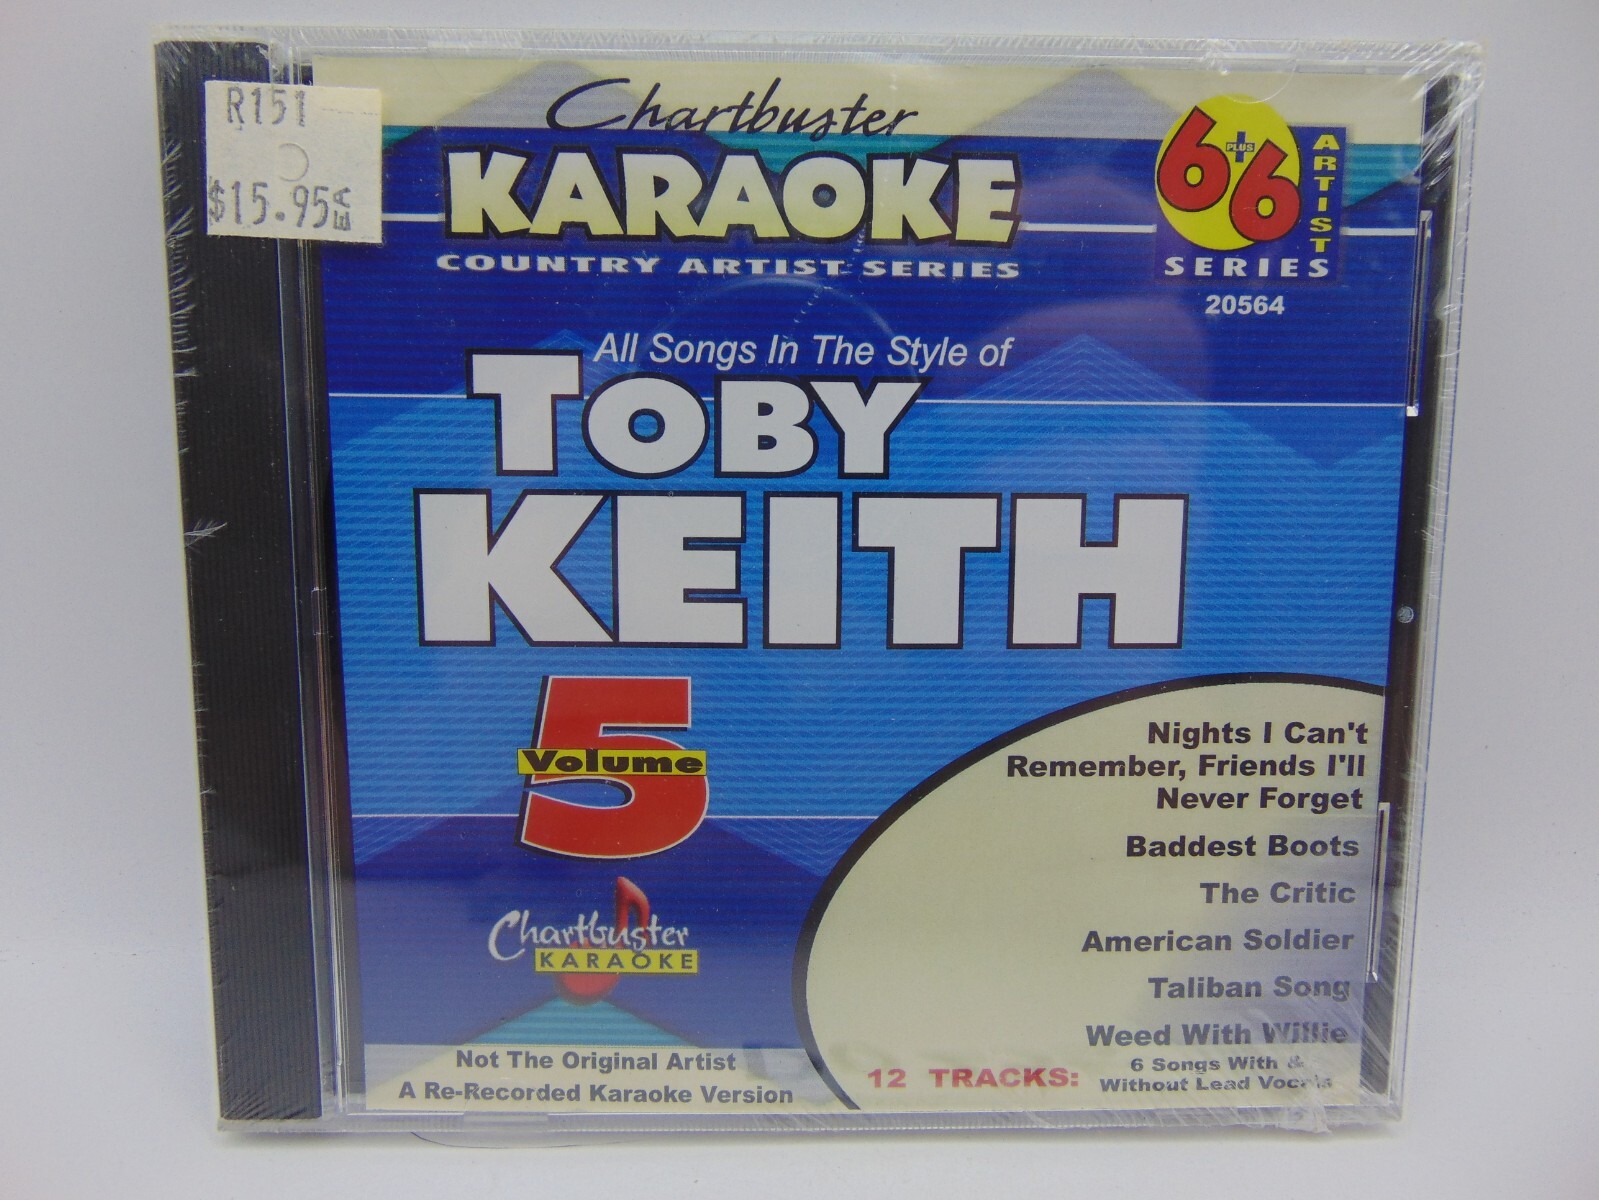 R151
$15.95 EA
Chartbuster
KARAOKE
COUNTRY ARTIST SERIES
6 PLUS 6
ARTIST
SERIES
20564
All Songs In The Style of
TOBY
KEITH
5
Volume
Nights I Can't
Remember, Friends I'll
Never Forget
Baddest Boots
The Critic
American Soldier
Taliban Song
Weed With Willie
Chartbuster
KARAOKE
Not The Original Artist
A Re-Recorded Karaoke Version
12 TRACKS:
6 Songs With &
Without Lead Vocals